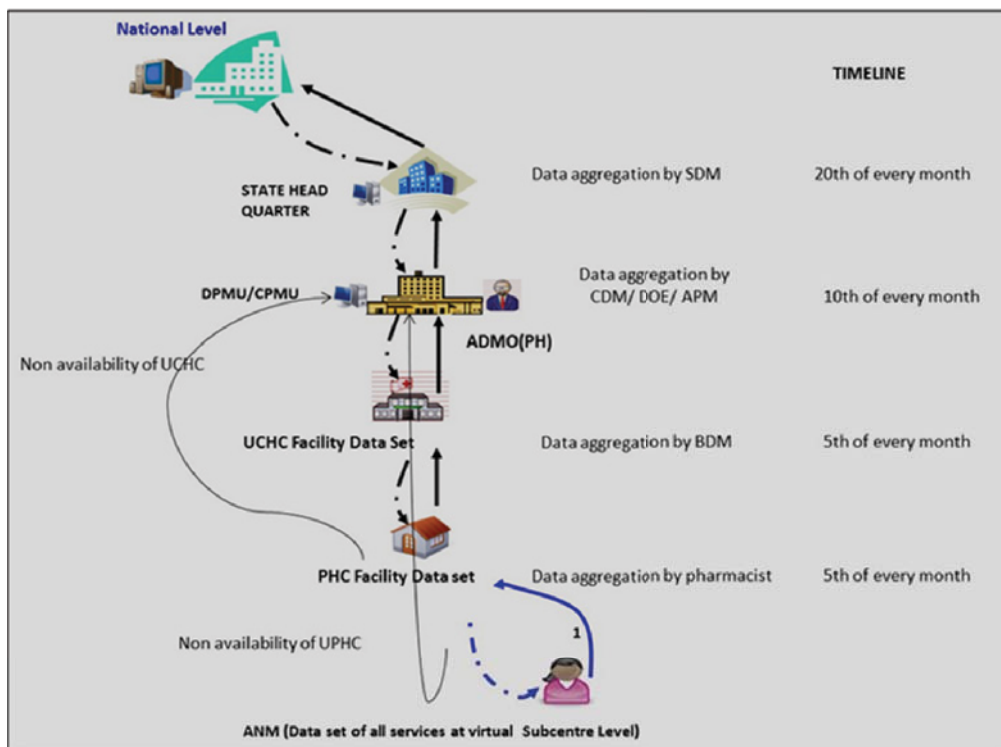 National Level
TIMELINE
STATE HEAD
QUARTER
Data aggregation by SDM
20th of every month
DPMU/CPMU
Data aggregation by
CDM/ DOE/ APM
10th of every month
ADMO(PH)
Non availability of UCHC
UCHC Facility Data Set
Data aggregation by BDM
5th of every month
PHC Facility Data set
Data aggregation by pharmacist
5th of every month
1
Non availability of UPHC
ANM (Data set of all services at virtual Subcentre Level)